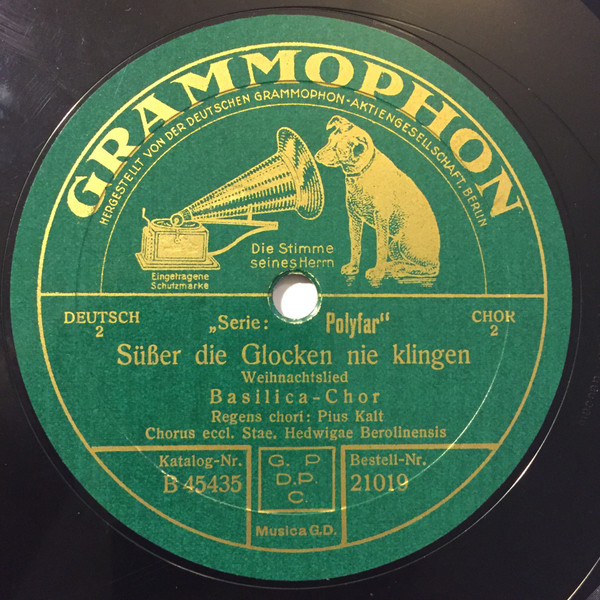 GRAMMOPHON
HERGESTELLT VON DER DEUTSCHEN GRAMMOPHON-AKTIENGESELLSCHAFT, BERLIN
Die Stimme
seines Herrn
Eingetragene
Schutzmarke
DEUTSCH
2
„Serie: Polyfar“
CHOR
2
Süßer die Glocken nie klingen
Weihnachtslied
Basilica-Chor
Regens chori: Pius Kalt
Chorus eccl. Stae. Hedwigae Berolinensis
Katalog-Nr.
B 45435
G. P
D.P.
C.
Bestell-Nr.
21019
Musica G.D.